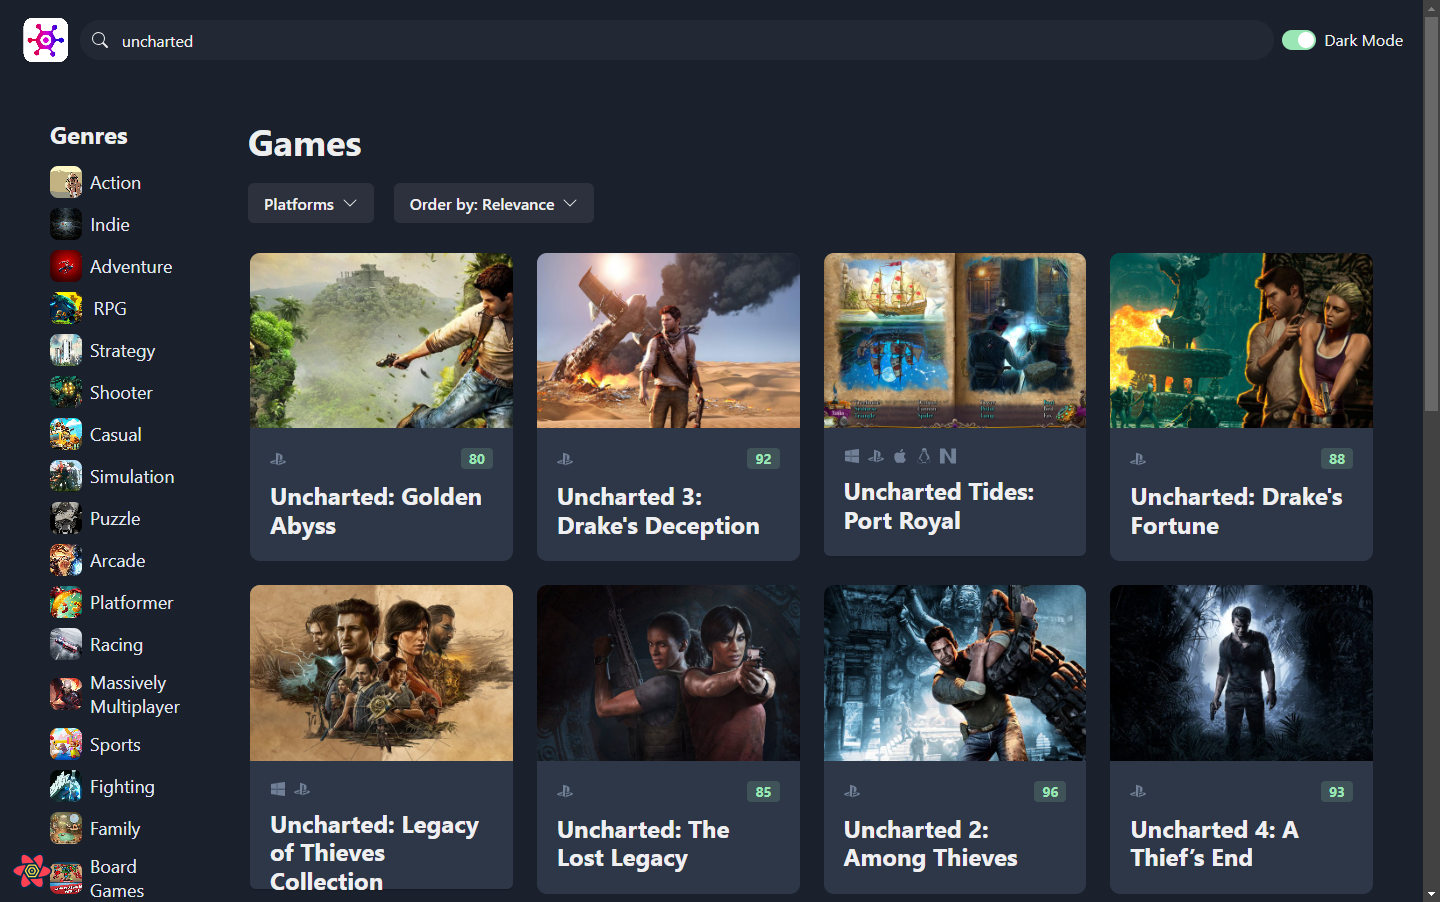 uncharted
Dark Mode
Genres
Action
Indie
Adventure
RPG
Strategy
Shooter
Casual
Simulation
Puzzle
Arcade
Platformer
Racing
Massively
Multiplayer
Sports
Fighting
Family
Board
Games
Games
Platforms
Order by: Relevance
80
Uncharted: Golden
Abyss
92
Uncharted 3:
Drake's Deception
Uncharted Tides:
Port Royal
88
Uncharted: Drake's
Fortune
Uncharted: Legacy
of Thieves
Collection
85
Uncharted: The
Lost Legacy
96
Uncharted 2:
Among Thieves
93
Uncharted 4: A
Thief’s End